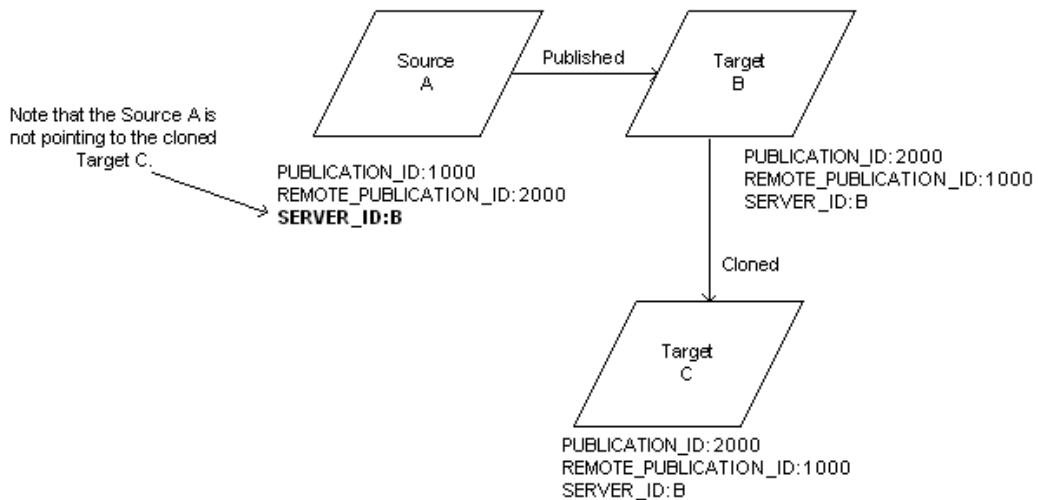 Source
A
Published
Target
B
Note that the Source A is
not pointing to the cloned
Target C.
PUBLICATION_ID:1000
REMOTE_PUBLICATION_ID:2000
SERVER_ID:B
PUBLICATION_ID:2000
REMOTE_PUBLICATION_ID:1000
SERVER_ID:B
Cloned
Target
C
PUBLICATION_ID:2000
REMOTE_PUBLICATION_ID:1000
SERVER_ID:B